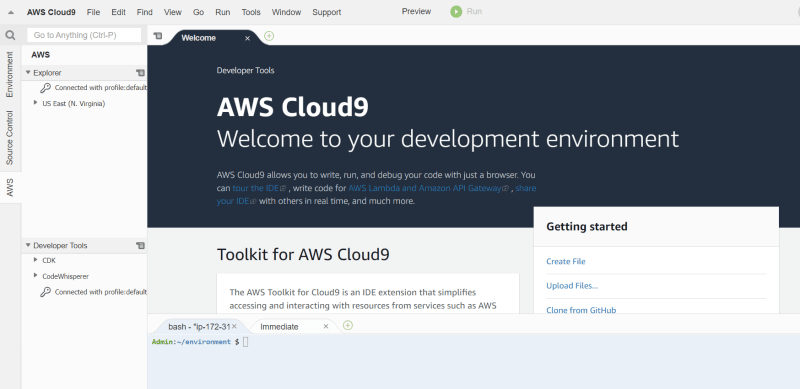 AWS Cloud9 File Edit Find View Go Run Tools Window Support Preview Run
Go to Anything (Ctrl-P)
Welcome
Environment
Source Control
AWS
AWS
Explorer
Connected with profile:default
US East (N. Virginia)
Developer Tools
CDK
CodeWhisperer
Connected with profile:default
Developer Tools
AWS Cloud9
Welcome to your development environment
AWS Cloud9 allows you to write, run, and debug your code with just a browser. You
can tour the IDE , write code for AWS Lambda and Amazon API Gateway , share
your IDE with others in real time, and much more.
Toolkit for AWS Cloud9
The AWS Toolkit for Cloud9 is an IDE extension that simplifies
accessing and interacting with resources from services such as AWS
Getting started
Create File
Upload Files...
Clone from GitHub
bash - "ip-172-31 Immediate
Admin:~/environment $